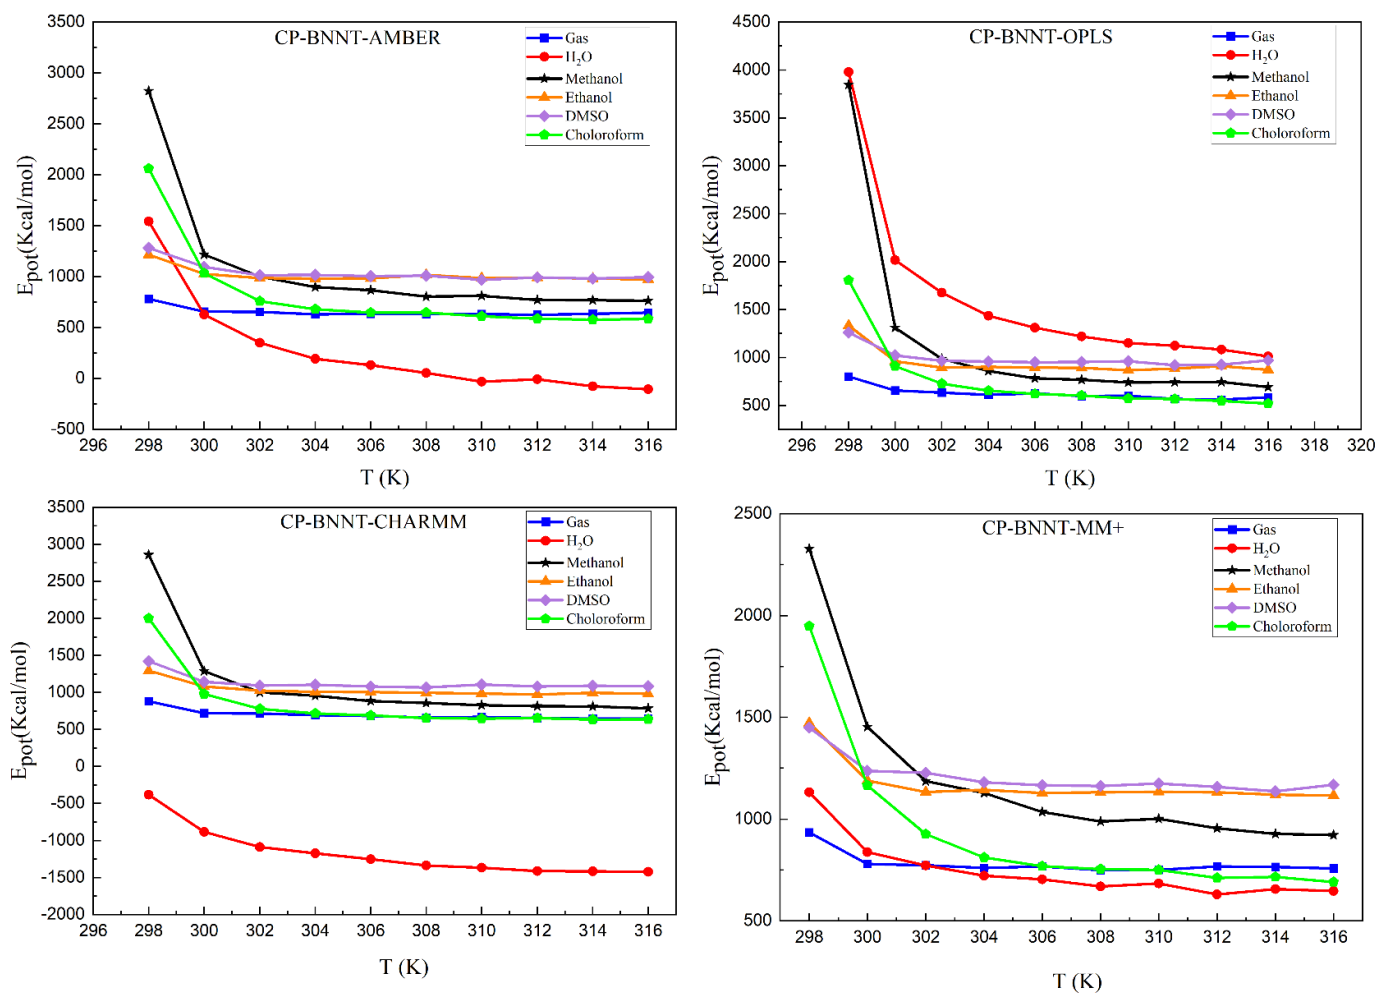 CP-BNNT-AMBER
Gas
H₂O
Methanol
Ethanol
DMSO
Choloroform
3500
3000
2500
2000
1500
1000
500
0
-500
E_pot(Kcal/mol)
296 298 300 302 304 306 308 310 312 314 316
T (K)
CP-BNNT-OPLS
Gas
H₂O
Methanol
Ethanol
DMSO
Choloroform
4500
4000
3500
3000
2500
2000
1500
1000
500
E_pot(Kcal/mol)
296 298 300 302 304 306 308 310 312 314 316 318 320
T (K)
CP-BNNT-CHARMM
Gas
H₂O
Methanol
Ethanol
DMSO
Choloroform
3500
3000
2500
2000
1500
1000
500
0
-500
-1000
-1500
-2000
E_pot(Kcal/mol)
296 298 300 302 304 306 308 310 312 314 316
T (K)
CP-BNNT-MM+
Gas
H₂O
Methanol
Ethanol
DMSO
Choloroform
2500
2000
1500
1000
500
E_pot(Kcal/mol)
298 300 302 304 306 308 310 312 314 316
T (K)